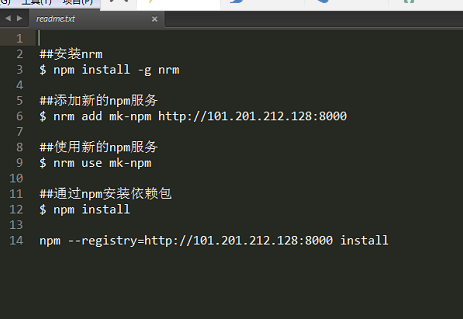 工具(T) 项目(P)
readme.txt
1
2 ##安装nrm
3 $ npm install -g nrm
4
5 ##添加新的npm服务
6 $ nrm add mk-npm http://101.201.212.128:8000
7
8 ##使用新的npm服务
9 $ nrm use mk-npm
10
11 ##通过npm安装依赖包
12 $ npm install
13
14 npm --registry=http://101.201.212.128:8000 install